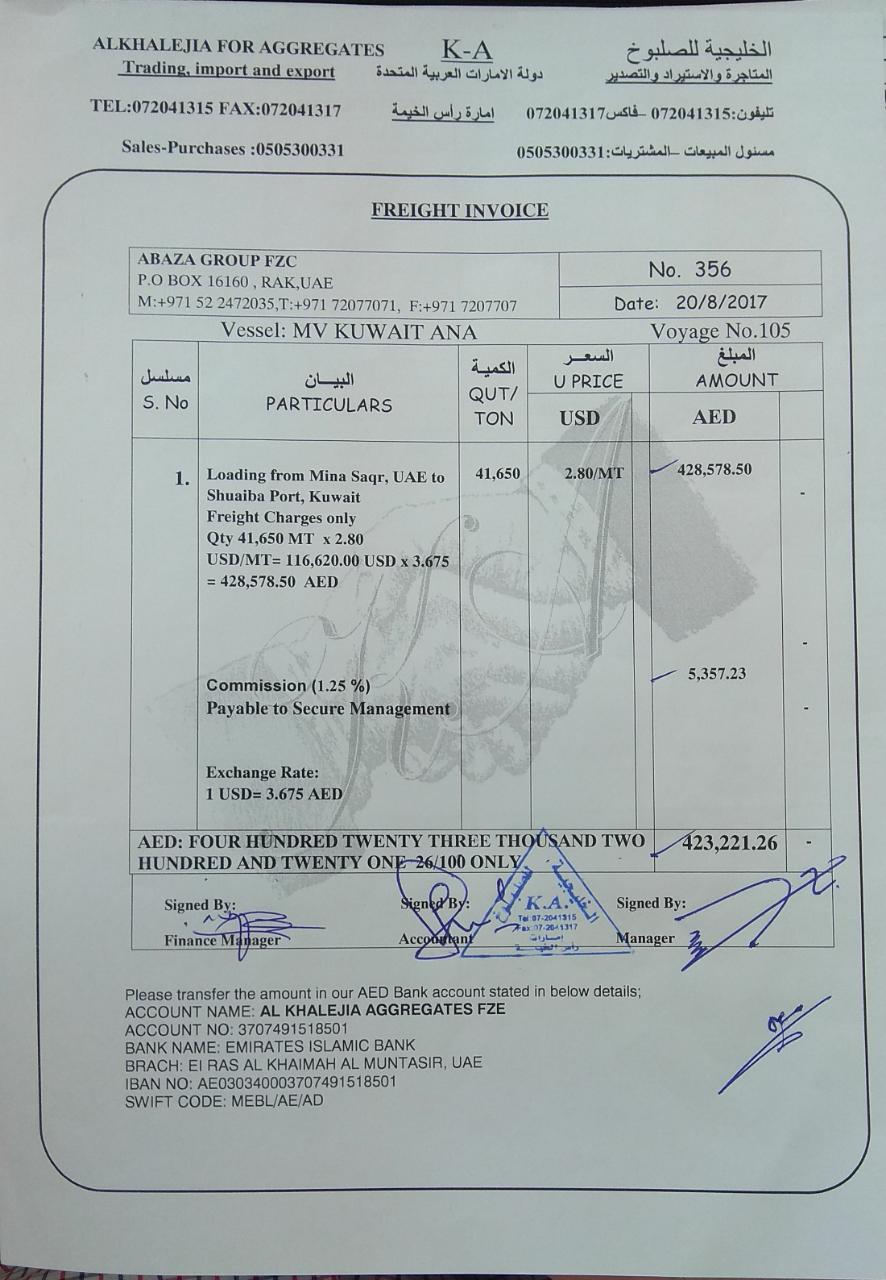 ALKHALEJIA FOR AGGREGATES K-A الخليجية للصلبوخ
Trading, import and export دولة الامارات العربية المتحدة المتاجرة والاستيراد والتصدير
TEL:072041315 FAX:072041317 امارة رأس الخيمة تليفون:072041315 –فاكس072041317
Sales-Purchases :0505300331 مسئول المبيعات –المشتريات:0505300331
FREIGHT INVOICE
ABAZA GROUP FZC
P.O BOX 16160 , RAK,UAE
M:+971 52 2472035,T:+971 72077071, F:+971 7207707
No. 356
Date: 20/8/2017
Vessel: MV KUWAIT ANA Voyage No.105
مسلسل البيــان الكمية السعـر المبلغ
S. No PARTICULARS QUT/ TON U PRICE AMOUNT
USD AED
1. Loading from Mina Saqr, UAE to 41,650 2.80/MT 428,578.50
Shuaiba Port, Kuwait -
Freight Charges only
Qty 41,650 MT x 2.80
USD/MT= 116,620.00 USD x 3.675
= 428,578.50 AED
-
Commission (1.25 %) 5,357.23
Payable to Secure Management -
Exchange Rate:
1 USD= 3.675 AED
AED: FOUR HUNDRED TWENTY THREE THOUSAND TWO 423,221.26 -
HUNDRED AND TWENTY ONE 26/100 ONLY
Signed By: Signed By: Signed By:
Finance Manager Accountant Manager
الخليجية للصلبوخ
K.A.
Tel:07-2041315
Fax:07-2041317
إمارات
رأس الخيمة
Please transfer the amount in our AED Bank account stated in below details;
ACCOUNT NAME: AL KHALEJIA AGGREGATES FZE
ACCOUNT NO: 3707491518501
BANK NAME: EMIRATES ISLAMIC BANK
BRACH: EI RAS AL KHAIMAH AL MUNTASIR, UAE
IBAN NO: AE030340003707491518501
SWIFT CODE: MEBL/AE/AD